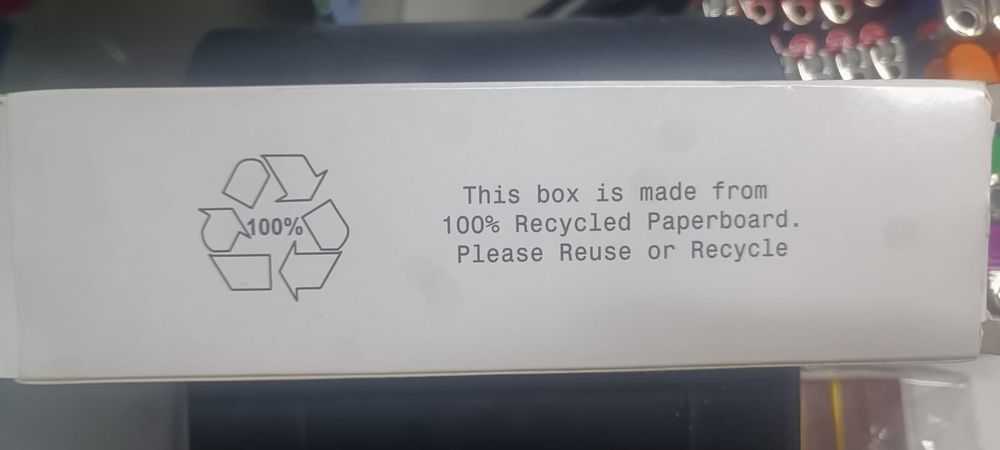 100%
This box is made from
100% Recycled Paperboard.
Please Reuse or Recycle